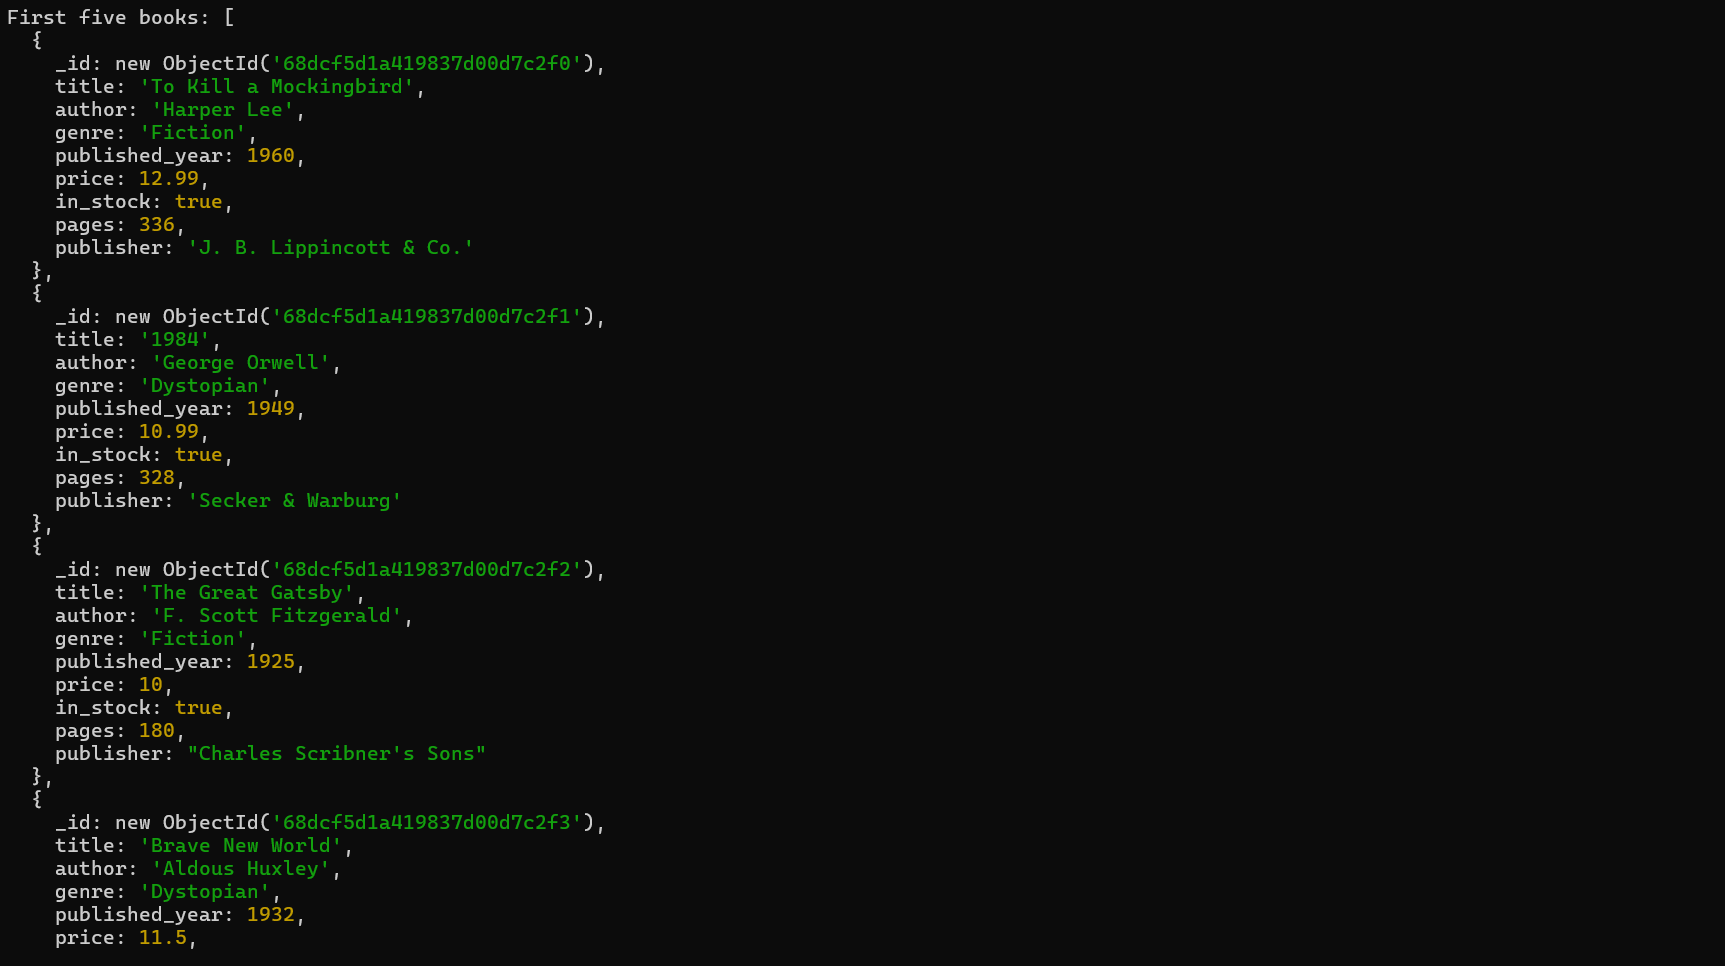 First five books: [
  {
    _id: new ObjectId('68dcf5d1a419837d00d7c2f0'),
    title: 'To Kill a Mockingbird',
    author: 'Harper Lee',
    genre: 'Fiction',
    published_year: 1960,
    price: 12.99,
    in_stock: true,
    pages: 336,
    publisher: 'J. B. Lippincott & Co.'
  },
  {
    _id: new ObjectId('68dcf5d1a419837d00d7c2f1'),
    title: '1984',
    author: 'George Orwell',
    genre: 'Dystopian',
    published_year: 1949,
    price: 10.99,
    in_stock: true,
    pages: 328,
    publisher: 'Secker & Warburg'
  },
  {
    _id: new ObjectId('68dcf5d1a419837d00d7c2f2'),
    title: 'The Great Gatsby',
    author: 'F. Scott Fitzgerald',
    genre: 'Fiction',
    published_year: 1925,
    price: 10,
    in_stock: true,
    pages: 180,
    publisher: "Charles Scribner's Sons"
  },
  {
    _id: new ObjectId('68dcf5d1a419837d00d7c2f3'),
    title: 'Brave New World',
    author: 'Aldous Huxley',
    genre: 'Dystopian',
    published_year: 1932,
    price: 11.5,